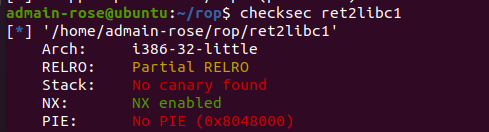 admain-rose@ubuntu:~/rop$ checksec ret2libc1
[*] '/home/admain-rose/rop/ret2libc1'
Arch: i386-32-little
RELRO: Partial RELRO
Stack: No canary found
NX: NX enabled
PIE: No PIE (0x8048000)